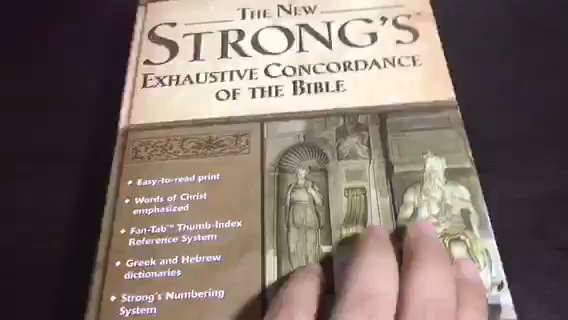 THE NEW
STRONG'S™
EXHAUSTIVE CONCORDANCE
OF THE BIBLE
• Easy-to-read print
• Words of Christ
emphasized
• Fan-Tab™ Thumb-Index
Reference System
• Greek and Hebrew
dictionaries
• Strong's Numbering
System